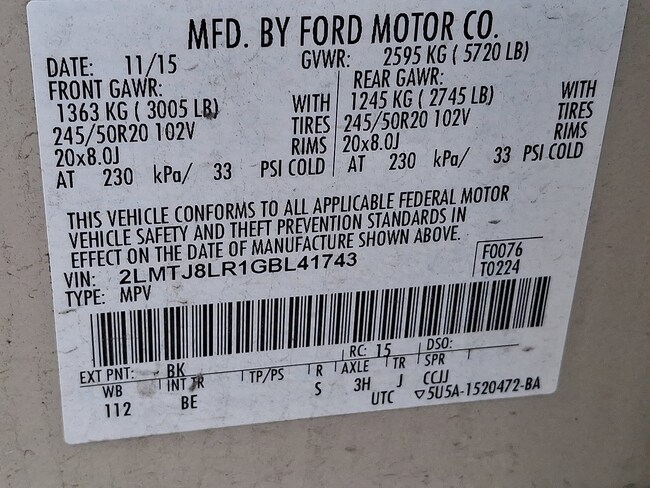 MFD. BY FORD MOTOR CO.
DATE: 11/15 GVWR: 2595 KG ( 5720 LB)
FRONT GAWR: REAR GAWR:
1363 KG ( 3005 LB) WITH 1245 KG ( 2745 LB) WITH
245/50R20 102V TIRES 245/50R20 102V TIRES
20x8.0J RIMS 20x8.0J RIMS
AT 230 kPa/ 33 PSI COLD AT 230 kPa/ 33 PSI COLD
THIS VEHICLE CONFORMS TO ALL APPLICABLE FEDERAL MOTOR
VEHICLE SAFETY AND THEFT PREVENTION STANDARDS IN
EFFECT ON THE DATE OF MANUFACTURE SHOWN ABOVE.
VIN: 2LMTJ8LR1GBL41743 F0076
TYPE: MPV T0224
EXT PNT: BK RC: 15 DSO:
WB INT TR TP/PS R AXLE TR SPR
112 BE S 3H J CCJJ
UTC ▽5U5A-1520472-BA